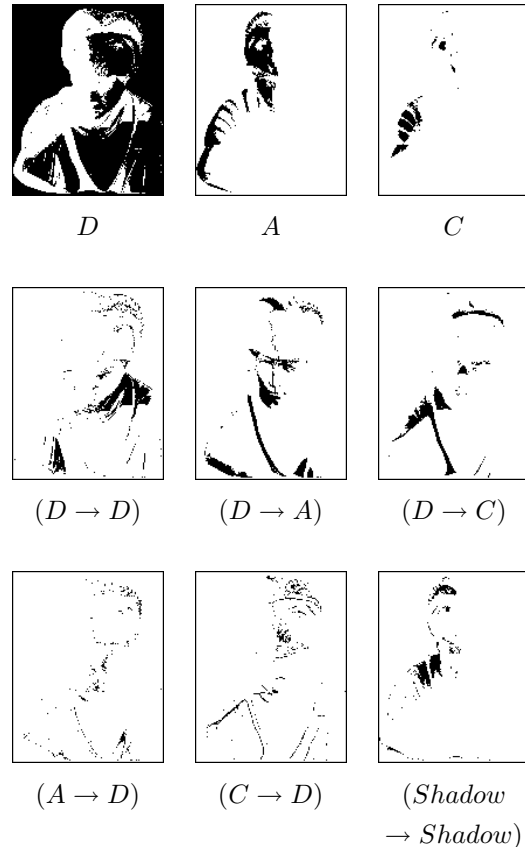 D A C
(D → D) (D → A) (D → C)
(A → D) (C → D) (Shadow
→ Shadow)